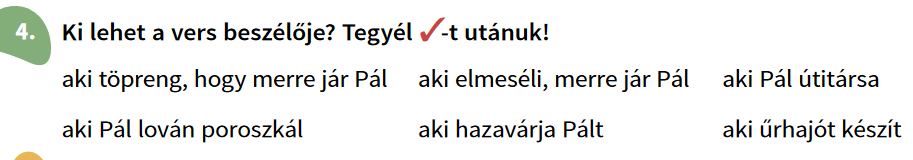 4. Ki lehet a vers beszélője? Tegyél ✓-t utánuk!
aki töpreng, hogy merre jár Pál aki elmeséli, merre jár Pál aki Pál útitársa
aki Pál lován poroszkál aki hazavárja Pált aki űrhajót készít